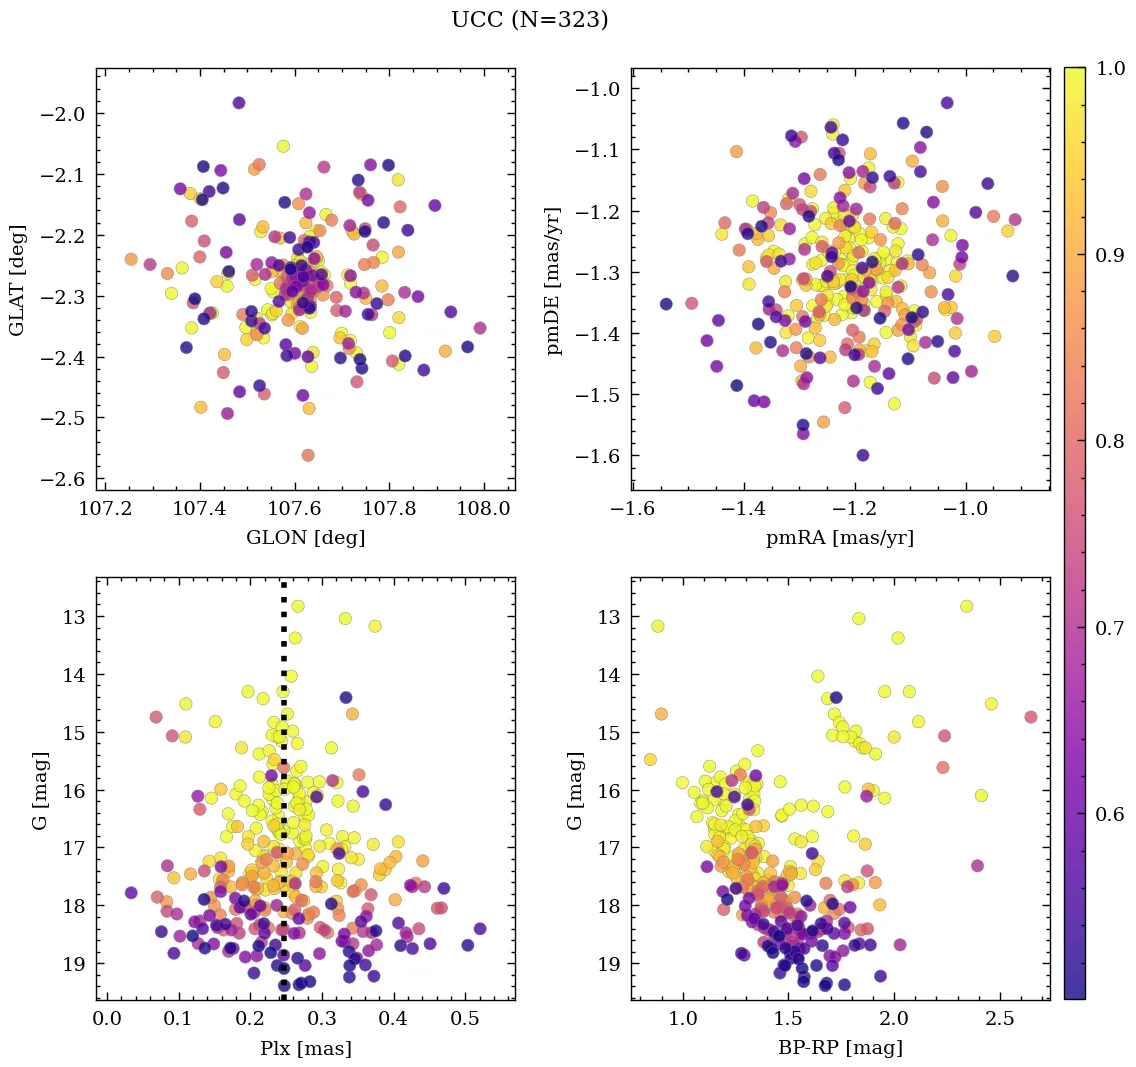 UCC (N=323)
−2.0
−2.1
−2.2
−2.3
−2.4
−2.5
−2.6
GLAT [deg]
107.2 107.4 107.6 107.8 108.0
GLON [deg]
−1.0
−1.1
−1.2
−1.3
−1.4
−1.5
−1.6
pmDE [mas/yr]
−1.6 −1.4 −1.2 −1.0
pmRA [mas/yr]
13
14
15
16
17
18
19
G [mag]
0.0 0.1 0.2 0.3 0.4 0.5
Plx [mas]
13
14
15
16
17
18
19
G [mag]
1.0 1.5 2.0 2.5
BP-RP [mag]
1.0
0.9
0.8
0.7
0.6